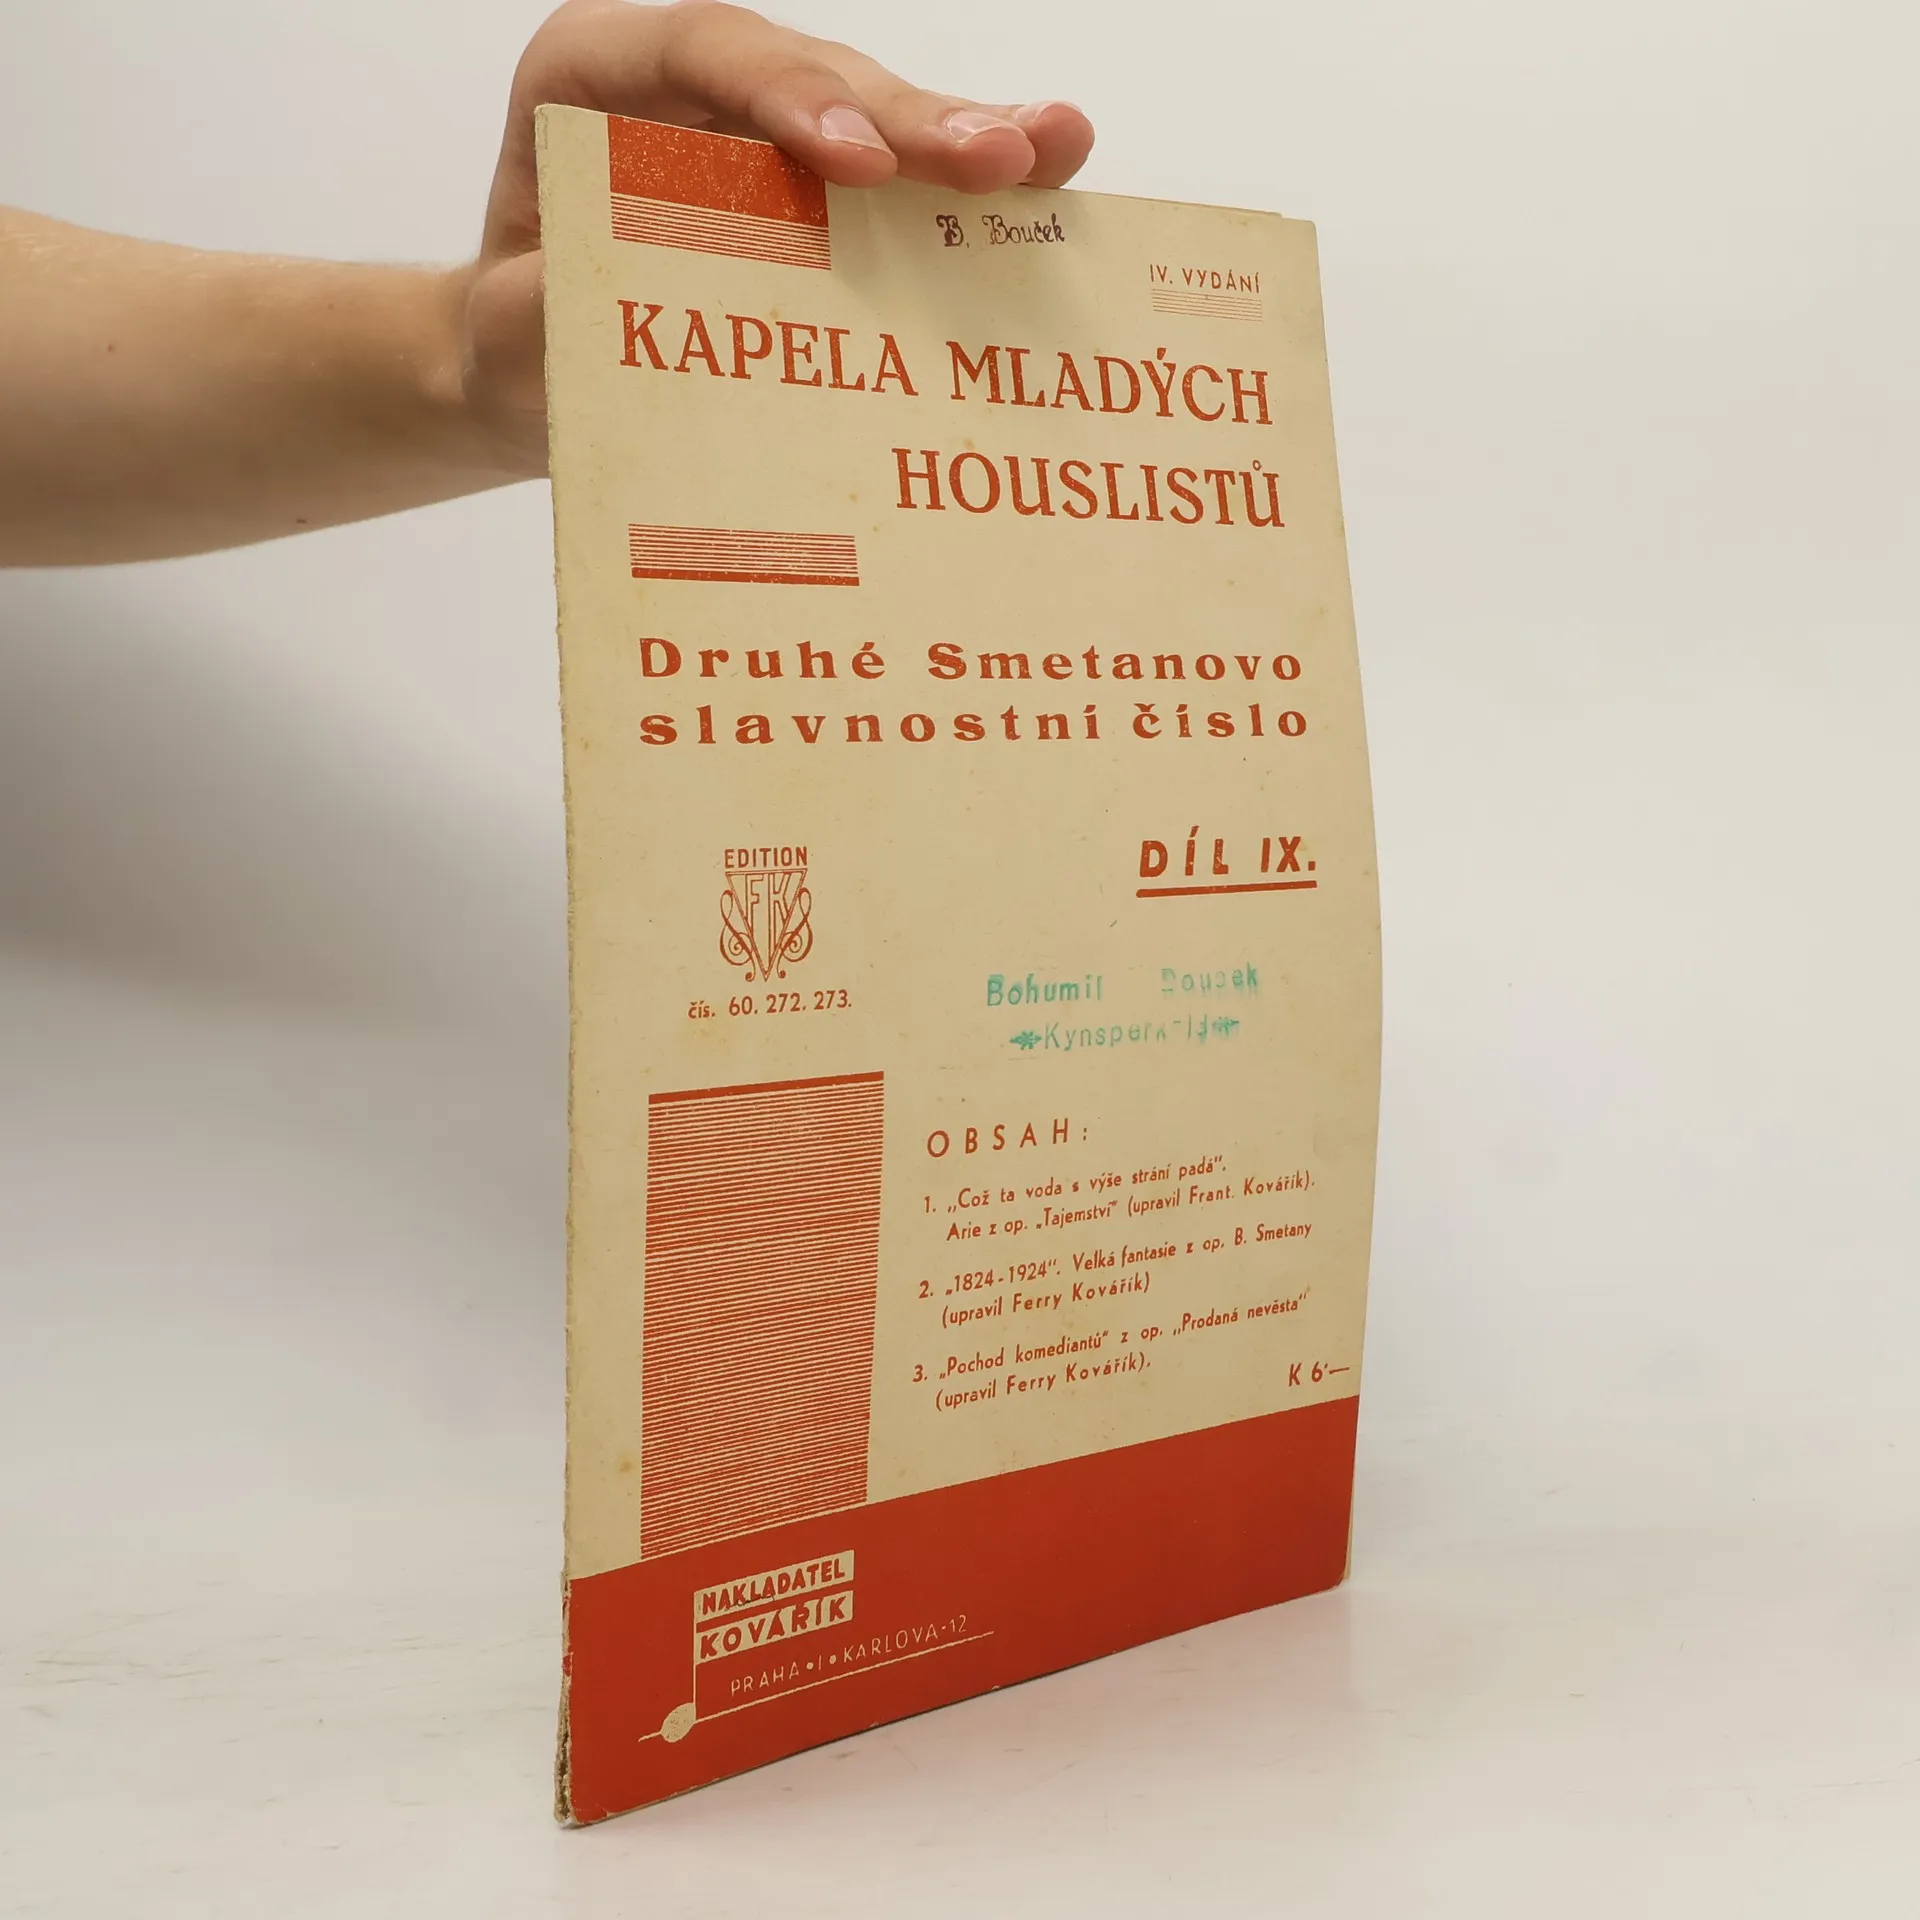 B. Bouček
IV. VYDÁNÍ
KAPELA MLADÝCH
HOUSLISTŮ
Druhé Smetanovo
slavnostní číslo
DÍL IX.
EDITION
FK
čís. 60. 272. 273.
Bohumil
Kynsperk
OBSAH:
1. „Což ta voda s výše strání padá“.
Arie z op. „Tajemství“ (upravil Frant. Kovářík).
2. „1824-1924“. Velká fantasie z op. B. Smetany
(upravil Ferry Kovářík)
3. „Pochod komediantů“ z op. „Prodaná nevěsta“
(upravil Ferry Kovářík).
K 6·—
NAKLADATEL
KOVÁŘÍK
PRAHA•I•KARLOVA-12